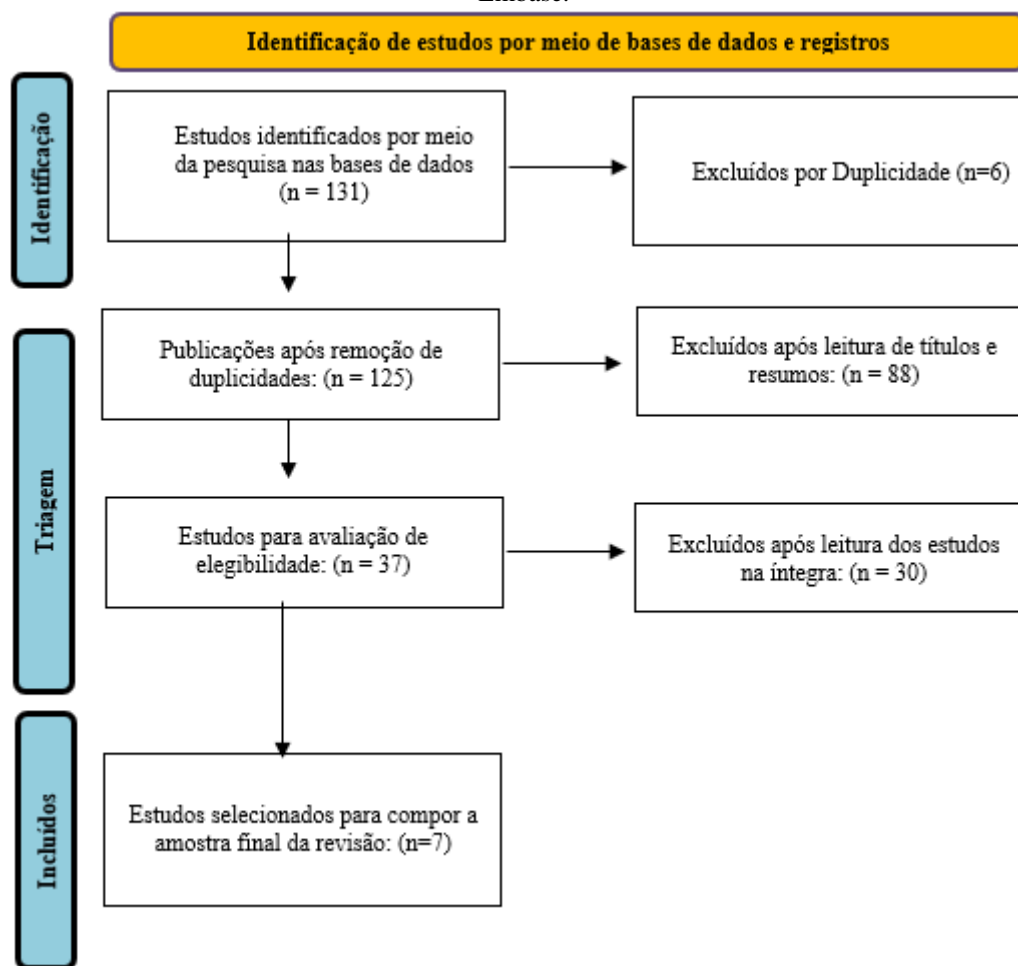 Embase.
Identificação de estudos por meio de bases de dados e registros
Identificação
Estudos identificados por meio
da pesquisa nas bases de dados
(n = 131)
Excluídos por Duplicidade (n=6)
Triagem
Publicações após remoção de
duplicidades: (n = 125)
Excluídos após leitura de títulos e
resumos: (n = 88)
Estudos para avaliação de
elegibilidade: (n = 37)
Excluídos após leitura dos estudos
na íntegra: (n = 30)
Incluídos
Estudos selecionados para compor a
amostra final da revisão: (n=7)